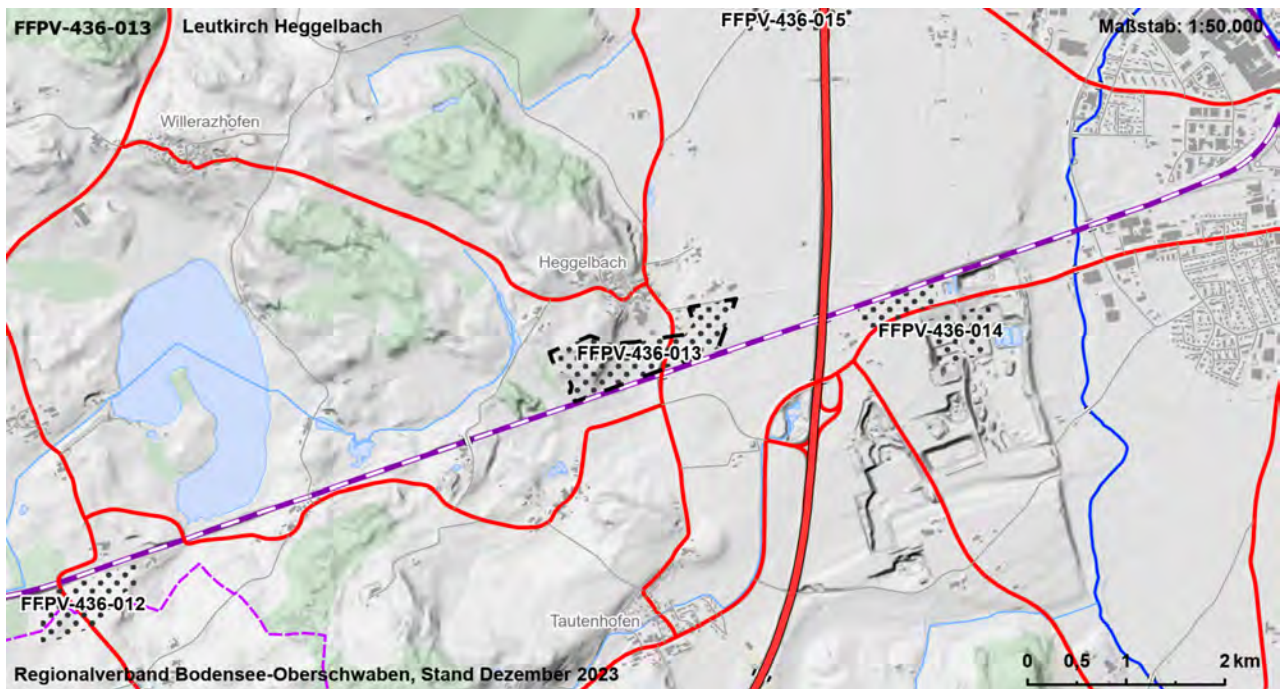 FFPV-436-013 Leutkirch Heggelbach FFPV-436-015 Maßstab: 1:50.000
Willerazhofen
Heggelbach
FFPV-436-014
FFPV-436-013
FFPV-436-012
Tautenhofen
0 0,5 1 2 km
Regionalverband Bodensee-Oberschwaben, Stand Dezember 2023